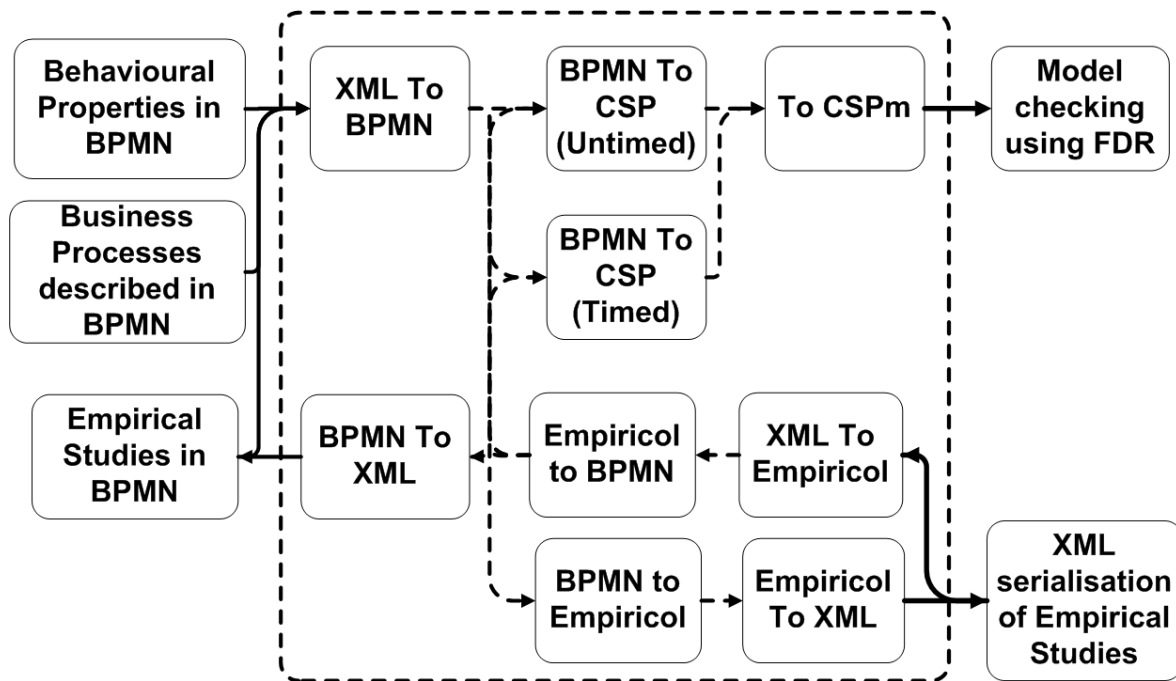 Behavioural
Properties in
BPMN
XML To
BPMN
BPMN To
CSP
(Untimed)
To CSPm
Model
checking
using FDR
Business
Processes
described in
BPMN
BPMN To
CSP
(Timed)
Empirical
Studies in
BPMN
BPMN To
XML
Empiricol
to BPMN
XML To
Empiricol
BPMN to
Empiricol
Empiricol
To XML
XML
serialisation
of Empirical
Studies